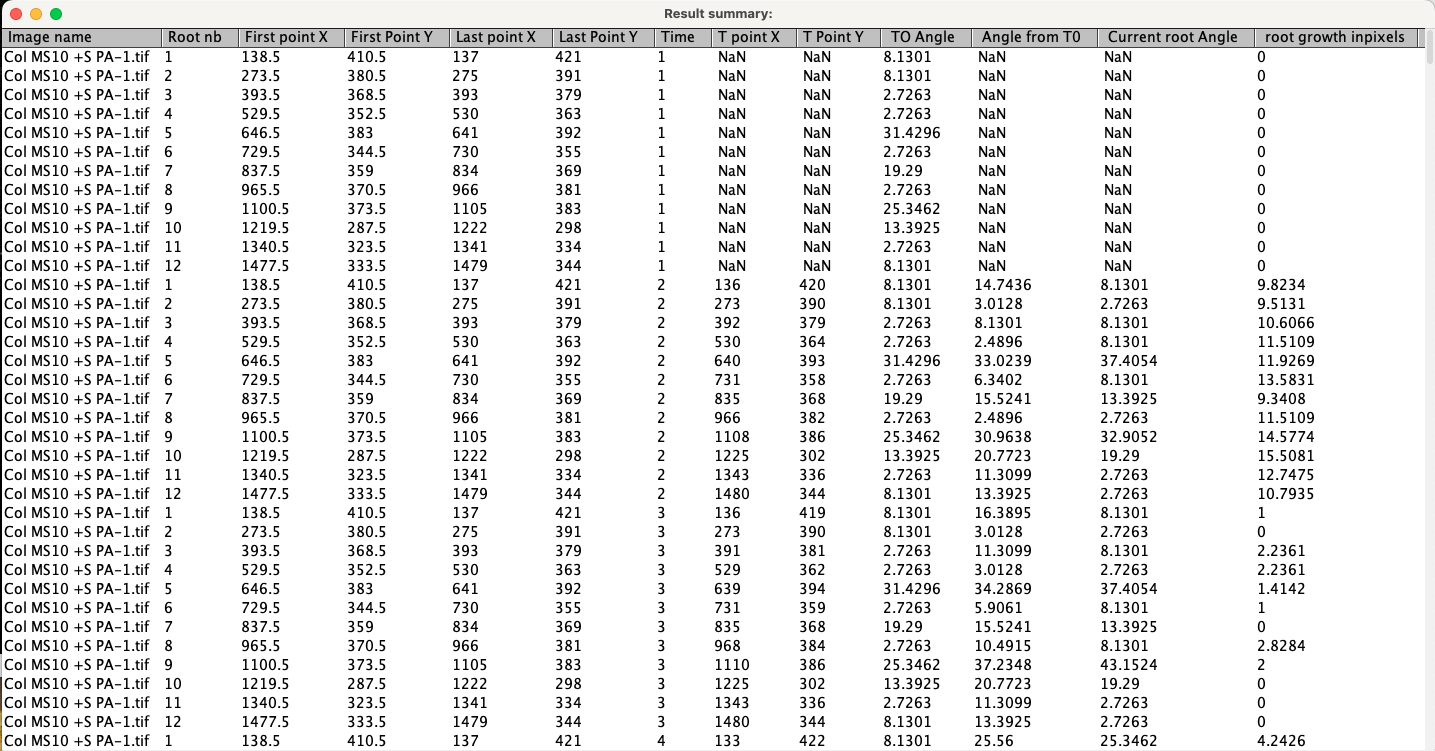 Result summary:
Image name Root nb First point X First Point Y Last point X Last Point Y Time T point X T Point Y TO Angle Angle from T0 Current root Angle root growth inpixels
Col MS10 +S PA-1.tif 1 138.5 410.5 137 421 1 NaN NaN 8.1301 NaN NaN 0
Col MS10 +S PA-1.tif 2 273.5 380.5 275 391 1 NaN NaN 8.1301 NaN NaN 0
Col MS10 +S PA-1.tif 3 393.5 368.5 393 379 1 NaN NaN 2.7263 NaN NaN 0
Col MS10 +S PA-1.tif 4 529.5 352.5 530 363 1 NaN NaN 2.7263 NaN NaN 0
Col MS10 +S PA-1.tif 5 646.5 383 641 392 1 NaN NaN 31.4296 NaN NaN 0
Col MS10 +S PA-1.tif 6 729.5 344.5 730 355 1 NaN NaN 2.7263 NaN NaN 0
Col MS10 +S PA-1.tif 7 837.5 359 834 369 1 NaN NaN 19.29 NaN NaN 0
Col MS10 +S PA-1.tif 8 965.5 370.5 966 381 1 NaN NaN 2.7263 NaN NaN 0
Col MS10 +S PA-1.tif 9 1100.5 373.5 1105 383 1 NaN NaN 25.3462 NaN NaN 0
Col MS10 +S PA-1.tif 10 1219.5 287.5 1222 298 1 NaN NaN 13.3925 NaN NaN 0
Col MS10 +S PA-1.tif 11 1340.5 323.5 1341 334 1 NaN NaN 2.7263 NaN NaN 0
Col MS10 +S PA-1.tif 12 1477.5 333.5 1479 344 1 NaN NaN 8.1301 NaN NaN 0
Col MS10 +S PA-1.tif 1 138.5 410.5 137 421 2 136 420 8.1301 14.7436 8.1301 9.8234
Col MS10 +S PA-1.tif 2 273.5 380.5 275 391 2 273 390 8.1301 3.0128 2.7263 9.5131
Col MS10 +S PA-1.tif 3 393.5 368.5 393 379 2 392 379 2.7263 8.1301 8.1301 10.6066
Col MS10 +S PA-1.tif 4 529.5 352.5 530 363 2 530 364 2.7263 2.4896 8.1301 11.5109
Col MS10 +S PA-1.tif 5 646.5 383 641 392 2 640 393 31.4296 33.0239 37.4054 11.9269
Col MS10 +S PA-1.tif 6 729.5 344.5 730 355 2 731 358 2.7263 6.3402 8.1301 13.5831
Col MS10 +S PA-1.tif 7 837.5 359 834 369 2 835 368 19.29 15.5241 13.3925 9.3408
Col MS10 +S PA-1.tif 8 965.5 370.5 966 381 2 966 382 2.7263 2.4896 2.7263 11.5109
Col MS10 +S PA-1.tif 9 1100.5 373.5 1105 383 2 1108 386 25.3462 30.9638 32.9052 14.5774
Col MS10 +S PA-1.tif 10 1219.5 287.5 1222 298 2 1225 302 13.3925 20.7723 19.29 15.5081
Col MS10 +S PA-1.tif 11 1340.5 323.5 1341 334 2 1343 336 2.7263 11.3099 2.7263 12.7475
Col MS10 +S PA-1.tif 12 1477.5 333.5 1479 344 2 1480 344 8.1301 13.3925 2.7263 10.7935
Col MS10 +S PA-1.tif 1 138.5 410.5 137 421 3 136 419 8.1301 16.3895 8.1301 1
Col MS10 +S PA-1.tif 2 273.5 380.5 275 391 3 273 390 8.1301 3.0128 2.7263 0
Col MS10 +S PA-1.tif 3 393.5 368.5 393 379 3 391 381 2.7263 11.3099 8.1301 2.2361
Col MS10 +S PA-1.tif 4 529.5 352.5 530 363 3 529 362 2.7263 3.0128 2.7263 2.2361
Col MS10 +S PA-1.tif 5 646.5 383 641 392 3 639 394 31.4296 34.2869 37.4054 1.4142
Col MS10 +S PA-1.tif 6 729.5 344.5 730 355 3 731 359 2.7263 5.9061 8.1301 1
Col MS10 +S PA-1.tif 7 837.5 359 834 369 3 835 368 19.29 15.5241 13.3925 0
Col MS10 +S PA-1.tif 8 965.5 370.5 966 381 3 968 384 2.7263 10.4915 8.1301 2.8284
Col MS10 +S PA-1.tif 9 1100.5 373.5 1105 383 3 1110 386 25.3462 37.2348 43.1524 2
Col MS10 +S PA-1.tif 10 1219.5 287.5 1222 298 3 1225 302 13.3925 20.7723 19.29 0
Col MS10 +S PA-1.tif 11 1340.5 323.5 1341 334 3 1343 336 2.7263 11.3099 2.7263 0
Col MS10 +S PA-1.tif 12 1477.5 333.5 1479 344 3 1480 344 8.1301 13.3925 2.7263 0
Col MS10 +S PA-1.tif 1 138.5 410.5 137 421 4 133 422 8.1301 25.56 25.3462 4.2426